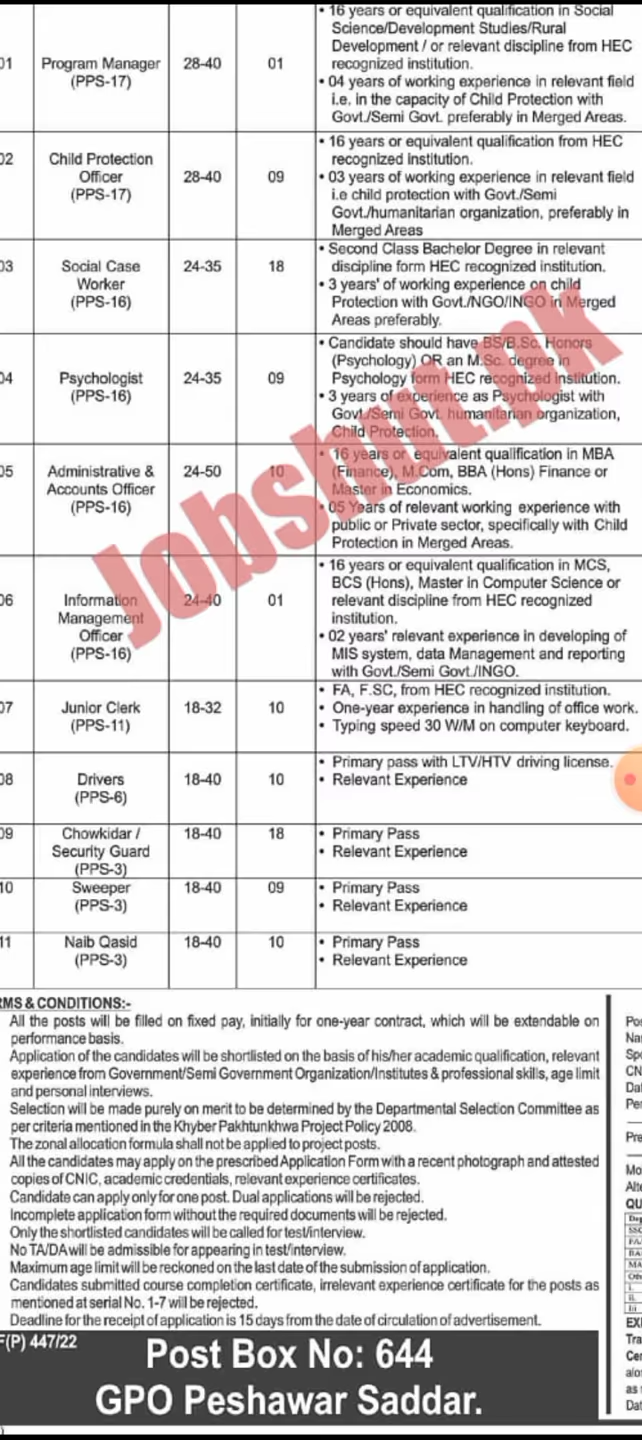 • 16 years or equivalent qualification in Social
Science/Development Studies/Rural
Development / or relevant discipline from HEC
recognized institution.
01 Program Manager 28-40 01
(PPS-17)
• 04 years of working experience in relevant field
i.e. in the capacity of Child Protection with
Govt./Semi Govt. preferably in Merged Areas.
• 16 years or equivalent qualification from HEC
recognized institution.
02 Child Protection 28-40 09
Officer
(PPS-17)
• 03 years of working experience in relevant field
i.e child protection with Govt./Semi
Govt./humanitarian organization, preferably in
Merged Areas
03 Social Case 24-35 18
Worker
(PPS-16)
• Second Class Bachelor Degree in relevant
discipline form HEC recognized institution.
• 3 years' of working experience on child
Protection with Govt./NGO/INGO in Merged
Areas preferably.
04 Psychologist 24-35 09
(PPS-16)
• Candidate should have BS/B.Sc. Honors
(Psychology) OR an M.Sc. degree in
Psychology form HEC recognized institution.
• 3 years of experience as Psychologist with
Govt./Semi Govt. humanitarian organization,
Child Protection.
05 Administrative & 24-50 10
Accounts Officer
(PPS-16)
• 16 years or equivalent qualification in MBA
(Finance), M.Com, BBA (Hons) Finance or
Master in Economics.
• 05 Years of relevant working experience with
public or Private sector, specifically with Child
Protection in Merged Areas.
06 Information 24-40 01
Management
Officer
(PPS-16)
• 16 years or equivalent qualification in MCS,
BCS (Hons), Master in Computer Science or
relevant discipline from HEC recognized
institution.
• 02 years' relevant experience in developing of
MIS system, data Management and reporting
with Govt./Semi Govt./INGO.
07 Junior Clerk 18-32 10
(PPS-11)
• FA, F.SC, from HEC recognized institution.
• One-year experience in handling of office work.
• Typing speed 30 W/M on computer keyboard.
08 Drivers 18-40 10
(PPS-6)
• Primary pass with LTV/HTV driving license.
• Relevant Experience
09 Chowkidar / 18-40 18
Security Guard
(PPS-3)
• Primary Pass
• Relevant Experience
10 Sweeper 18-40 09
(PPS-3)
• Primary Pass
• Relevant Experience
11 Naib Qasid 18-40 10
(PPS-3)
• Primary Pass
• Relevant Experience
Jobshut.pk
RMS & CONDITIONS:-
All the posts will be filled on fixed pay, initially for one-year contract, which will be extendable on
performance basis.
Application of the candidates will be shortlisted on the basis of his/her academic qualification, relevant
experience from Government/Semi Government Organization/Institutes & professional skills, age limit
and personal interviews.
Selection will be made purely on merit to be determined by the Departmental Selection Committee as
per criteria mentioned in the Khyber Pakhtunkhwa Project Policy 2008.
The zonal allocation formula shall not be applied to project posts.
All the candidates may apply on the prescribed Application Form with a recent photograph and attested
copies of CNIC, academic credentials, relevant experience certificates.
Candidate can apply only for one post. Dual applications will be rejected.
Incomplete application form without the required documents will be rejected.
Only the shortlisted candidates will be called for test/interview.
No TA/DA will be admissible for appearing in test/interview.
Maximum age limit will be reckoned on the last date of the submission of application.
Candidates submitted course completion certificate, irrelevant experience certificate for the posts as
mentioned at serial No. 1-7 will be rejected.
Deadline for the receipt of application is 15 days from the date of circulation of advertisement.
F(P) 447/22
Post Box No: 644
GPO Peshawar Saddar.
Pos
Na
Spo
CN
Dat
Per
Pre
Mo
Alte
QU
SSC
FA/
BA
MA
EXI
Tra
Cer
alo
as
Dat